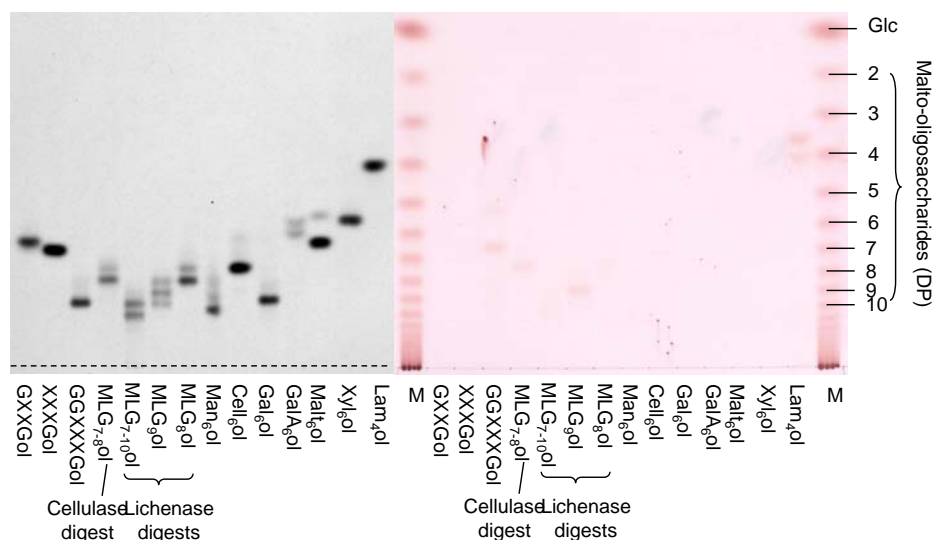 Glc
2
3
4
5
6
7
8
9
10
Malto-oligosaccharides (DP)
GXXGol
XXXGol
GGXXXGol
MLG7-8ol
MLG7-10ol
MLG9ol
MLG8ol
Man6ol
Cell6ol
Gal6ol
GalA6ol
Malt6ol
Xyl6ol
Lam4ol
M
GXXGol
XXXGol
GGXXXGol
MLG7-8ol
MLG7-10ol
MLG9ol
MLG8ol
Man6ol
Cell6ol
Gal6ol
GalA6ol
Malt6ol
Xyl6ol
Lam4ol
M
Cellulase
digest
Lichenase
digests
Cellulase
digest
Lichenase
digests